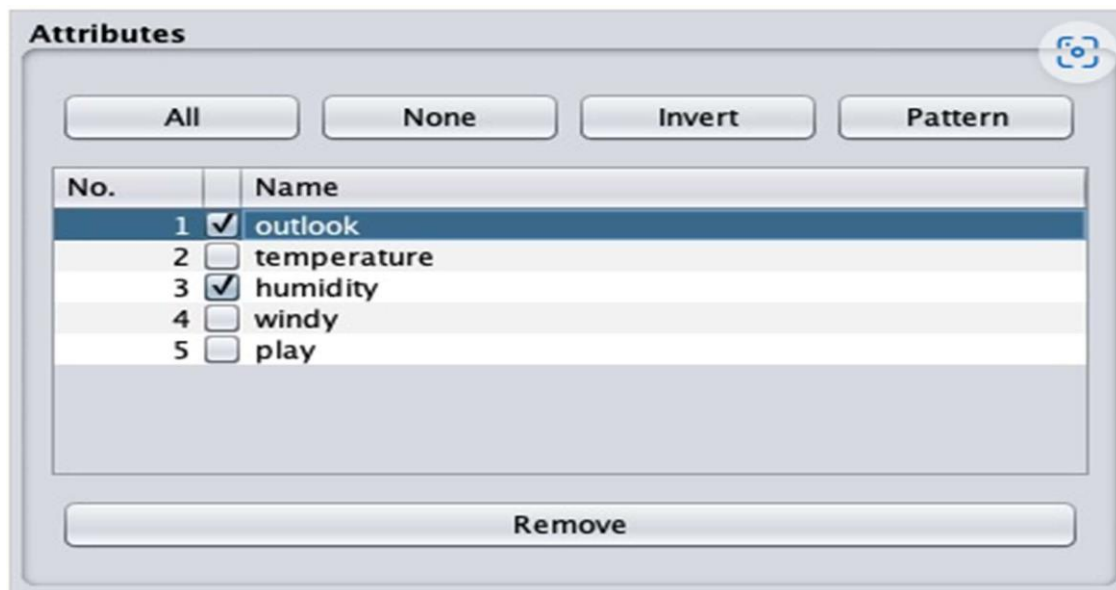 Attributes
All None Invert Pattern
No. Name
1 outlook
2 temperature
3 humidity
4 windy
5 play
Remove